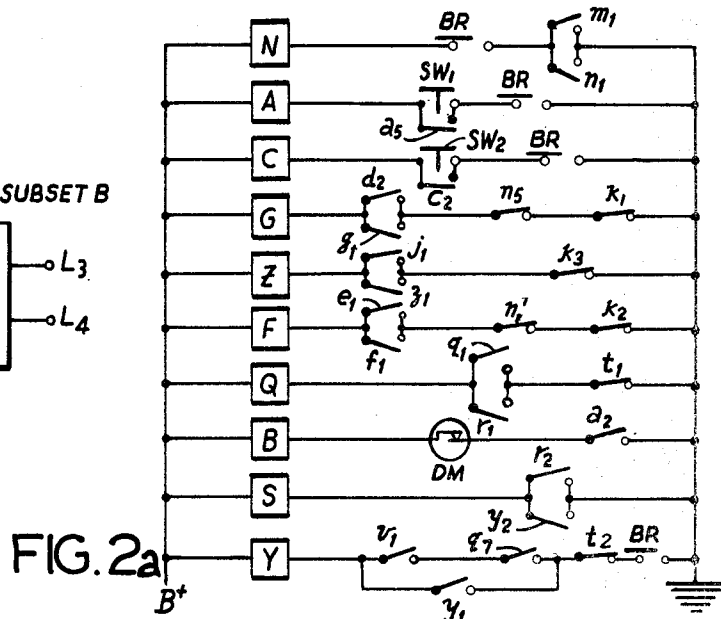 N BR m1 n1
A SW1 BR a5
C SW2 BR c2
SUBSET B
L3
L4
G d2 g1 n5 k1
Z j1 z1 k3
F e1 f1 k2
Q q1 r1 t1
B DM a2
S r2 y2
Y v1 q7 t2 BR y1
FIG. 2a
B+